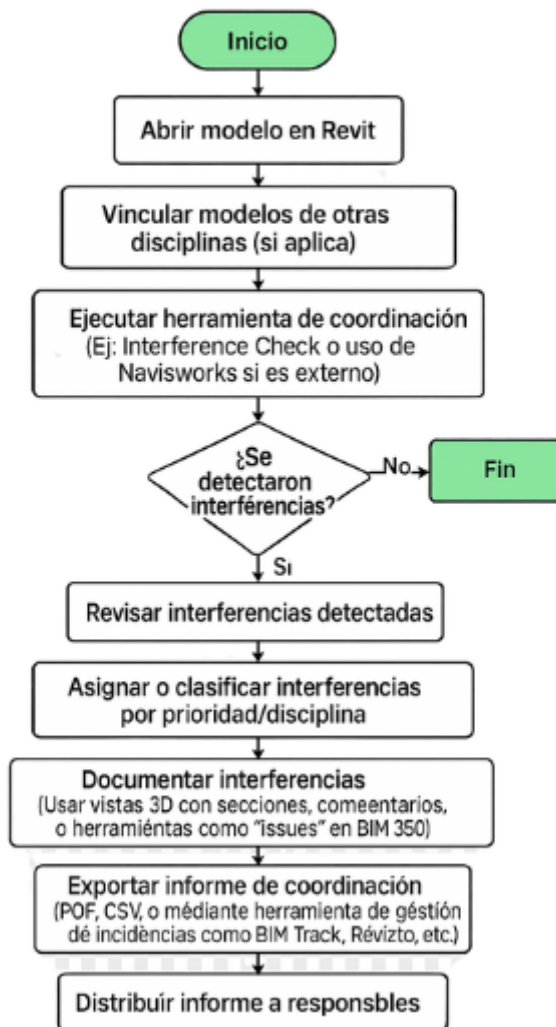 Inicio
Abrir modelo en Revit
Vincular modelos de otras
disciplinas (si aplica)
Ejecutar herramienta de coordinación
(Ej: Interference Check o uso de
Navisworks si es externo)
¿Se
detectaron
interférencias?
No
Fin
Sı
Revisar interferencias detectadas
Asignar o clasificar interferencias
por prioridad/disciplina
Documentar interferencias
(Usar vistas 3D con secciones, comeentarios,
o herramiéntas como “issues” en BIM 350)
Exportar informe de coordinación
(POF, CSV, o médiante herramienta de géstión
dé incidències como BIM Track, Révizto, etc.)
Distribuír informe a responsbles